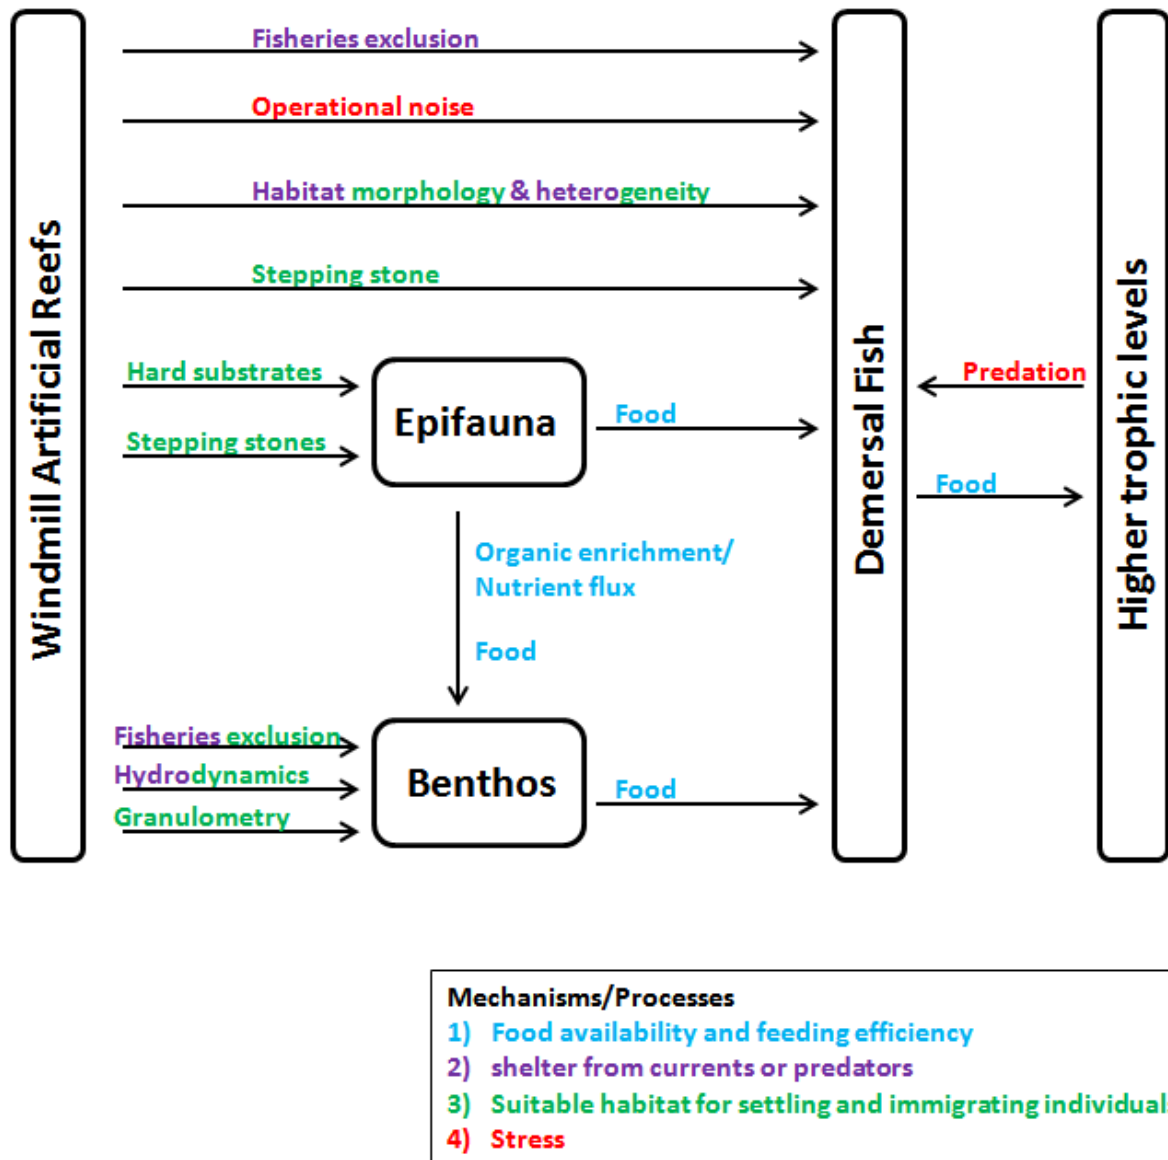 Windmill Artificial Reefs
Fisheries exclusion
Operational noise
Habitat morphology & heterogeneity
Stepping stone
Hard substrates
Stepping stones
Epifauna
Food
Organic enrichment/
Nutrient flux
Food
Fisheries exclusion
Hydrodynamics
Granulometry
Benthos
Food
Demersal Fish
Predation
Food
Higher trophic levels
Mechanisms/Processes
1) Food availability and feeding efficiency
2) shelter from currents or predators
3) Suitable habitat for settling and immigrating individual
4) Stress